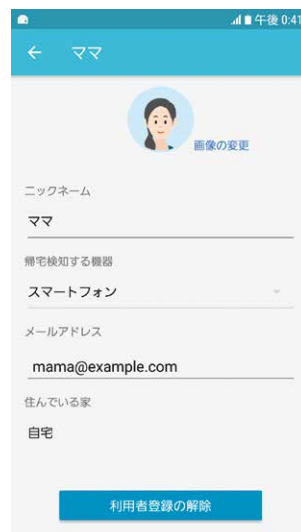 午後 0:41
ママ
画像の変更
ニックネーム
ママ
帰宅検知する機器
スマートフォン
メールアドレス
mama@example.com
住んでいる家
自宅
利用者登録の解除